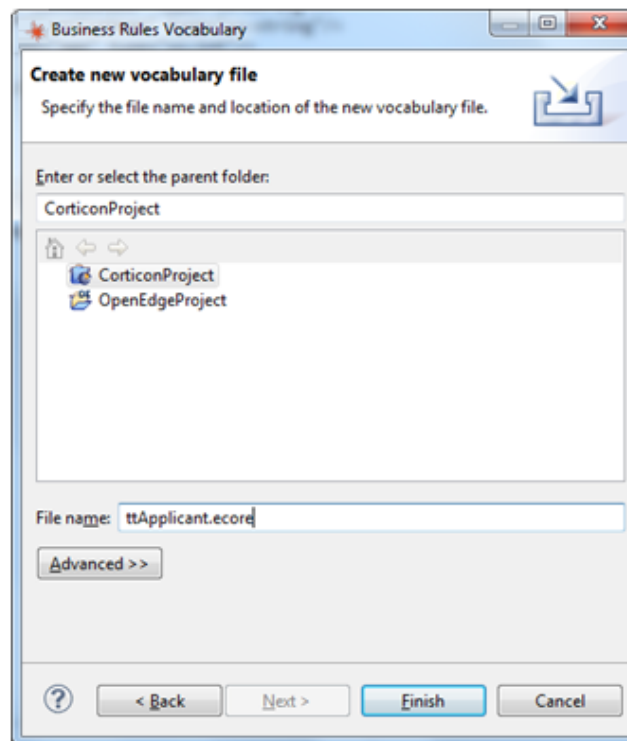 Business Rules Vocabulary
Create new vocabulary file
Specify the file name and location of the new vocabulary file.
Enter or select the parent folder:
CorticonProject
CorticonProject
OpenEdgeProject
File name: ttApplicant.ecore
Advanced >>
< Back Next > Finish Cancel